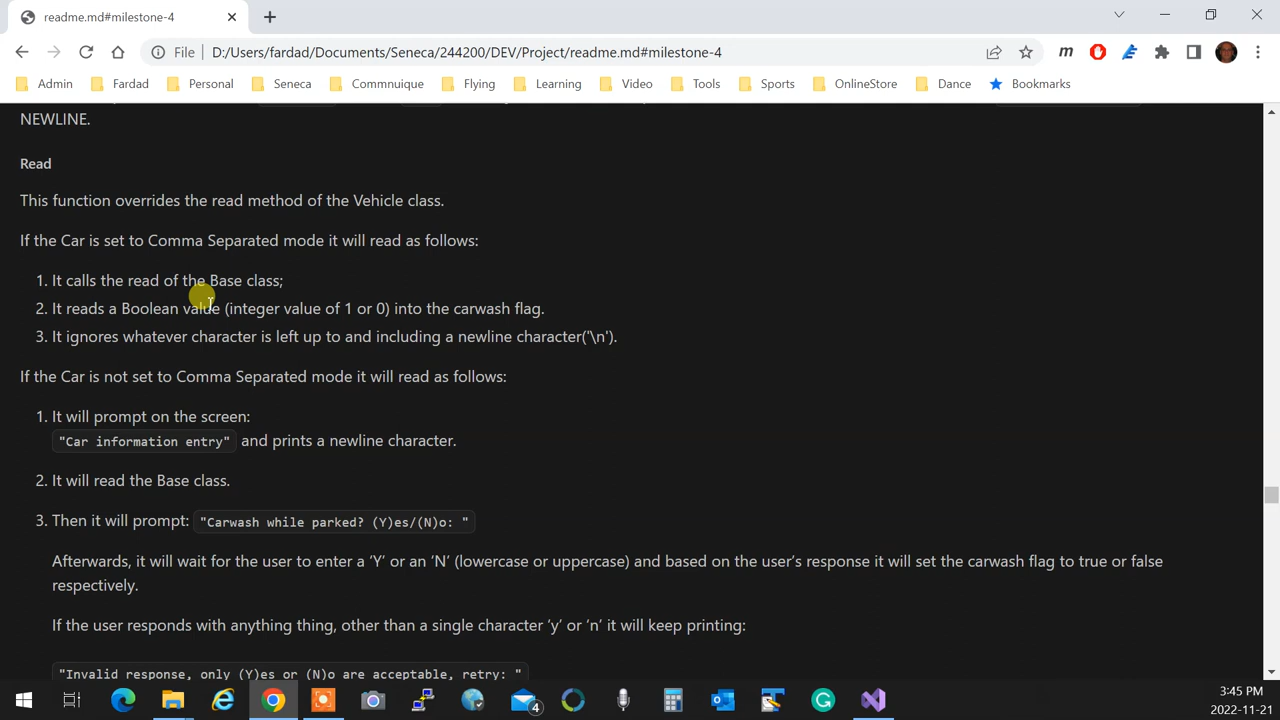 readme.md#milestone-4
File D:/Users/fardad/Documents/Seneca/244200/DEV/Project/readme.md#milestone-4
m
Admin Fardad Personal Seneca Commnuique Flying Learning Video Tools Sports OnlineStore Dance Bookmarks
NEWLINE.
Read
This function overrides the read method of the Vehicle class.
If the Car is set to Comma Separated mode it will read as follows:
1. It calls the read of the Base class;
2. It reads a Boolean value (integer value of 1 or 0) into the carwash flag.
3. It ignores whatever character is left up to and including a newline character('\n').
If the Car is not set to Comma Separated mode it will read as follows:
1. It will prompt on the screen:
"Car information entry" and prints a newline character.
2. It will read the Base class.
3. Then it will prompt: "Carwash while parked? (Y)es/(N)o: "
Afterwards, it will wait for the user to enter a ‘Y’ or an ‘N’ (lowercase or uppercase) and based on the user’s response it will set the carwash flag to true or false
respectively.
If the user responds with anything thing, other than a single character ‘y’ or ‘n’ it will keep printing:
"Invalid response, only (Y)es or (N)o are acceptable, retry: "
4
3:45 PM
2022-11-21